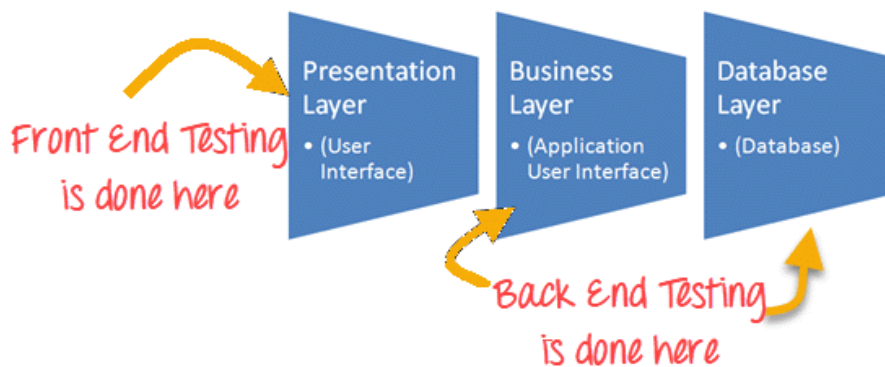 Presentation
Layer
• (User
Interface)
Business
Layer
• (Application
User Interface)
Database
Layer
• (Database)
Front End Testing
is done here
Back End Testing
is done here